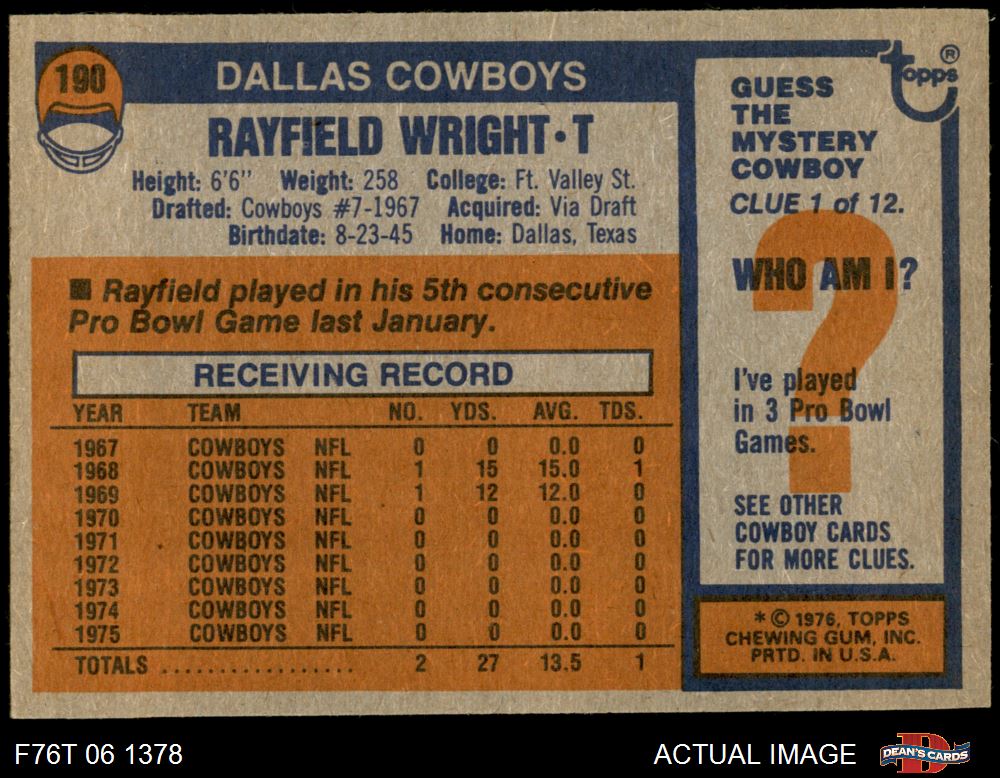 190
DALLAS COWBOYS
RAYFIELD WRIGHT•T
Height: 6'6" Weight: 258 College: Ft. Valley St.
Drafted: Cowboys #7-1967 Acquired: Via Draft
Birthdate: 8-23-45 Home: Dallas, Texas
■ Rayfield played in his 5th consecutive
Pro Bowl Game last January.
RECEIVING RECORD
YEAR TEAM NO. YDS. AVG. TDS.
1967 COWBOYS NFL 0 0 0.0 0
1968 COWBOYS NFL 1 15 15.0 1
1969 COWBOYS NFL 1 12 12.0 0
1970 COWBOYS NFL 0 0 0.0 0
1971 COWBOYS NFL 0 0 0.0 0
1972 COWBOYS NFL 0 0 0.0 0
1973 COWBOYS NFL 0 0 0.0 0
1974 COWBOYS NFL 0 0 0.0 0
1975 COWBOYS NFL 0 0 0.0 0
TOTALS .................. 2 27 13.5 1
topps®
GUESS
THE
MYSTERY
COWBOY
CLUE 1 of 12.
WHO AM I?
?
I've played
in 3 Pro Bowl
Games.
SEE OTHER
COWBOY CARDS
FOR MORE CLUES.
* © 1976, TOPPS
CHEWING GUM, INC.
PRTD. IN U.S.A.
F76T 06 1378
ACTUAL IMAGE
D
DEAN'S CARDS